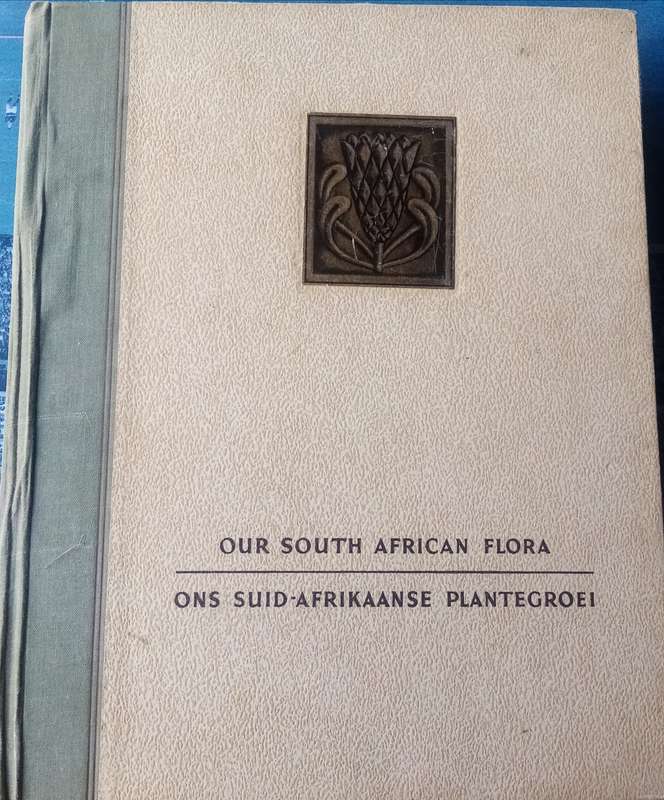 OUR SOUTH AFRICAN FLORA
ONS SUID-AFRIKAANSE PLANTEGROEI